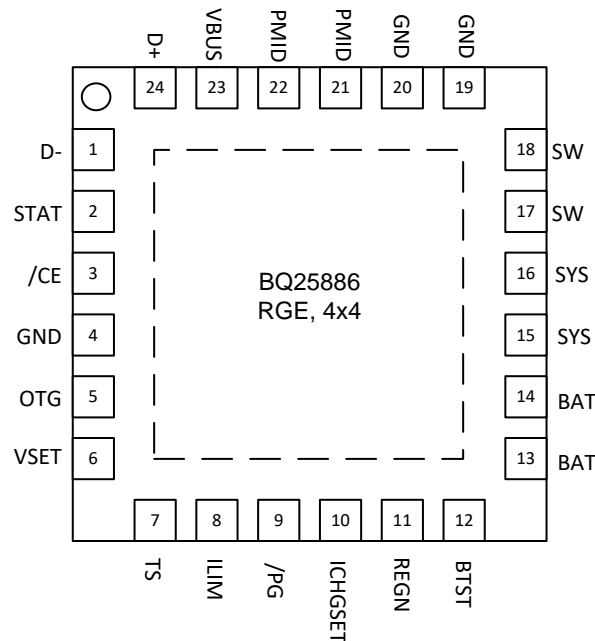 D+
VBUS
PMID
PMID
GND
GND
24
23
22
21
20
19
D- 1
18 SW
STAT 2
17 SW
/CE 3
16 SYS
GND 4
15 SYS
OTG 5
14 BAT
VSET 6
13 BAT
BQ25886
RGE, 4x4
7
8
9
10
11
12
TS
ILIM
/PG
ICHGSET
REGN
BTST